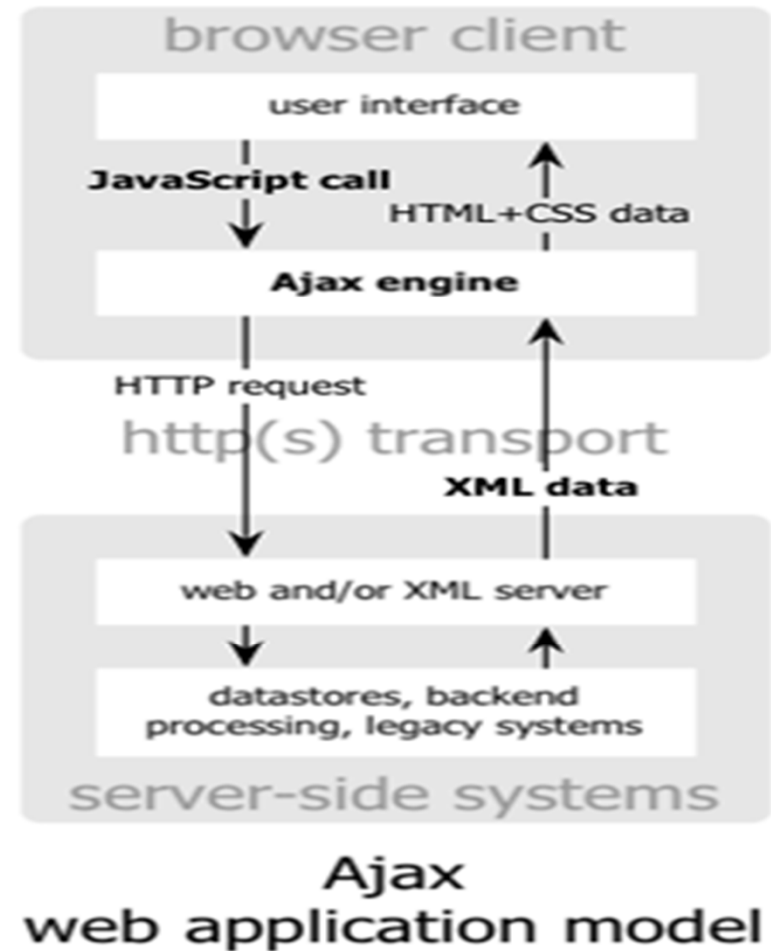 browser client
user interface
JavaScript call
HTML+CSS data
Ajax engine
HTTP request
http(s) transport
XML data
web and/or XML server
datastores, backend
processing, legacy systems
server-side systems
Ajax
web application model